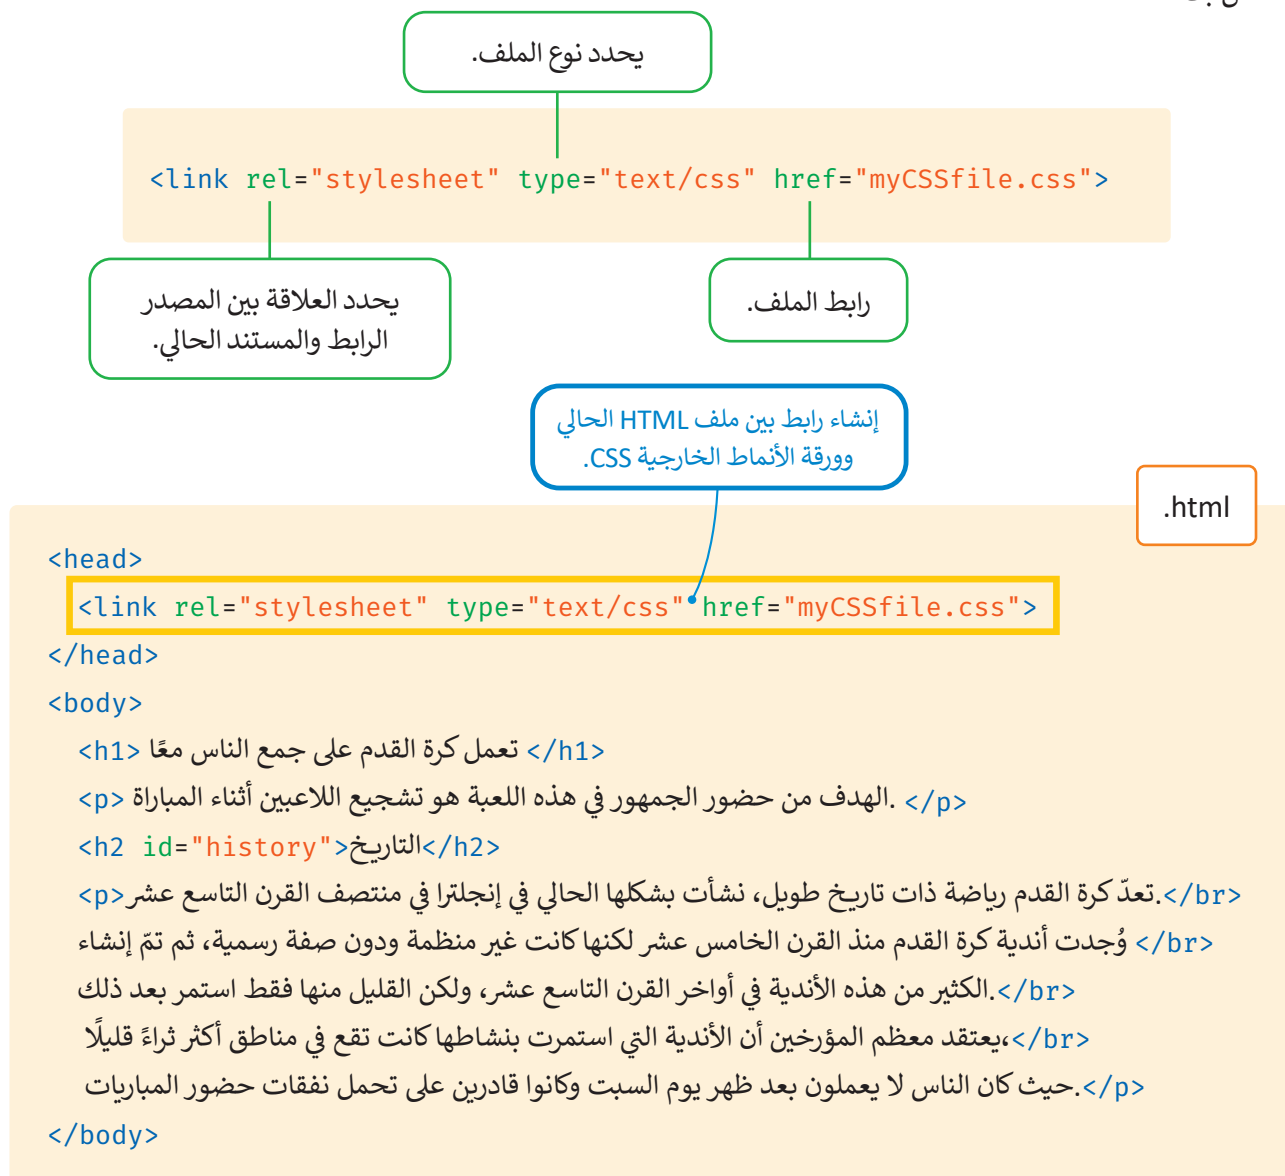 يحدد نوع الملف.
<link rel="stylesheet" type="text/css" href="myCSSfile.css">
يحدد العلاقة بين المصدر
الرابط والمستند الحالي.
رابط الملف.
إنشاء رابط بين ملف HTML الحالي
وورقة الأنماط الخارجية CSS.
.html
<head>
<link rel="stylesheet" type="text/css" href="myCSSfile.css">
</head>
<body>
<h1> تعمل كرة القدم على جمع الناس معًا </h1>
<p> الهدف من حضور الجمهور في هذه اللعبة هو تشجيع اللاعبين أثناء المباراة. </p>
<h2 id="history">التاريخ</h2>
<p>تعدّ كرة القدم رياضة ذات تاريخ طويل، نشأت بشكلها الحالي في إنجلترا في منتصف القرن التاسع عشر.</br>
وُجدت أندية كرة القدم منذ القرن الخامس عشر لكنها كانت غير منظمة ودون صفة رسمية، ثم تمّ إنشاء </br>
الكثير من هذه الأندية في أواخر القرن التاسع عشر، ولكن القليل منها فقط استمر بعد ذلك.</br>
يعتقد معظم المؤرخين أن الأندية التي استمرت بنشاطها كانت تقع في مناطق أكثر ثراءً قليلًا،</br>
حيث كان الناس لا يعملون بعد ظهر يوم السبت وكانوا قادرين على تحمل نفقات حضور المباريات.</p>
</body>